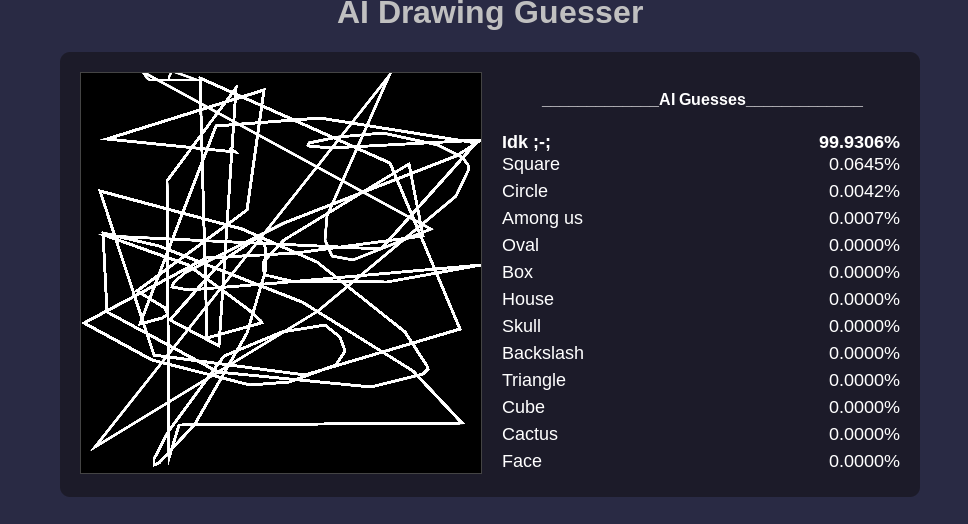 AI Drawing Guesser
____________AI Guesses____________
Idk ;-; 99.9306%
Square 0.0645%
Circle 0.0042%
Among us 0.0007%
Oval 0.0000%
Box 0.0000%
House 0.0000%
Skull 0.0000%
Backslash 0.0000%
Triangle 0.0000%
Cube 0.0000%
Cactus 0.0000%
Face 0.0000%